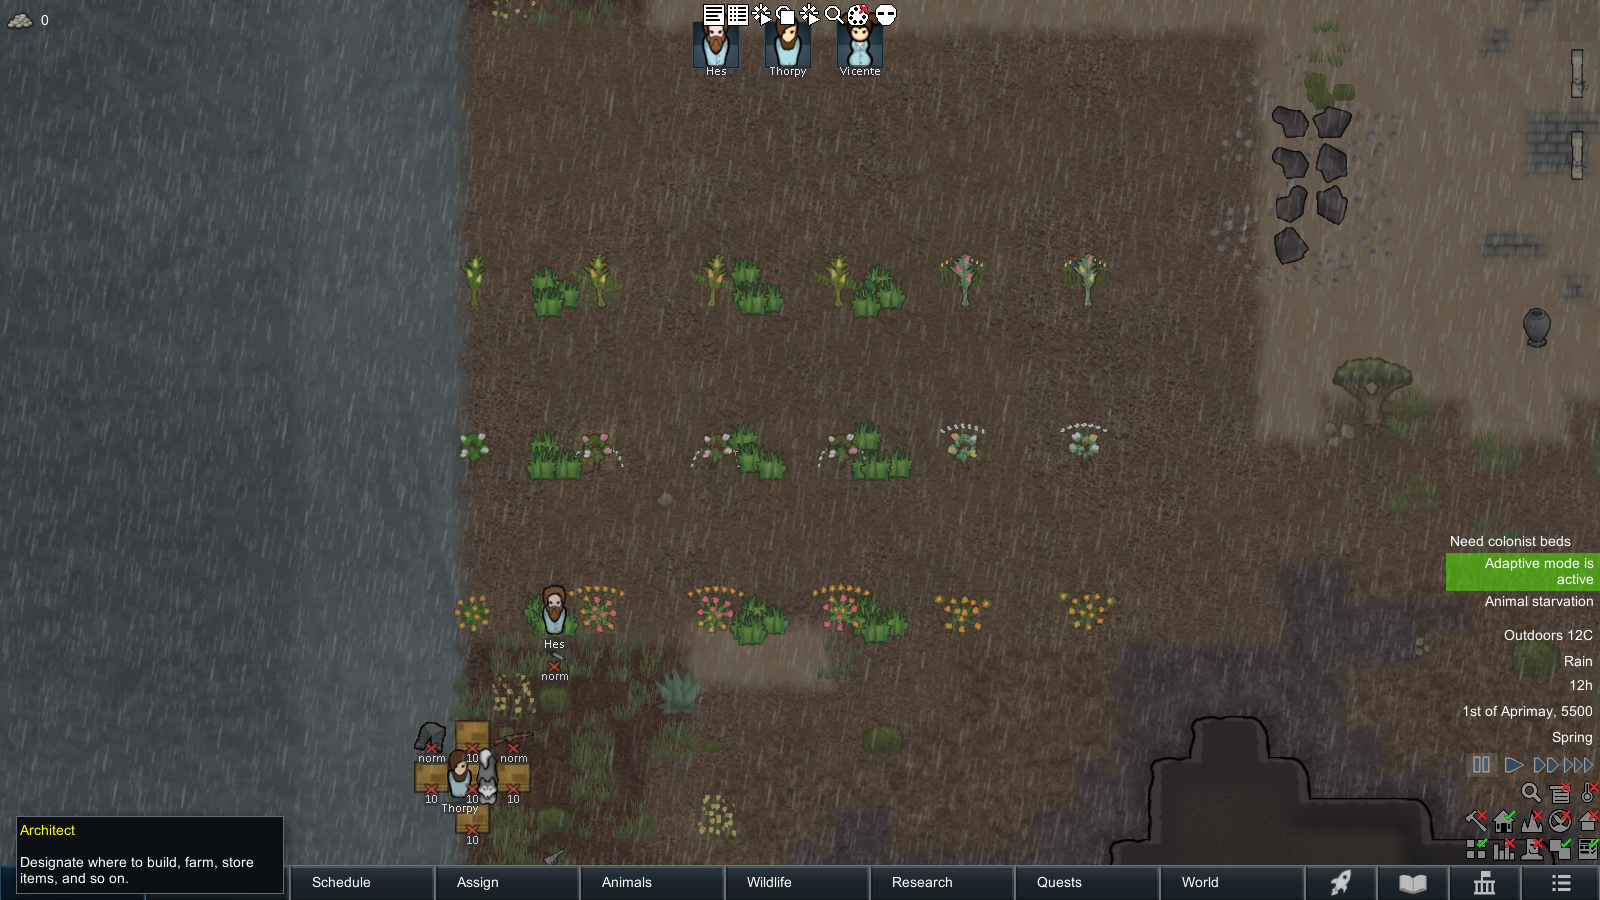 0
Hes
Thorpy
Vicente
Need colonist beds
Adaptive mode is
active
Animal starvation
Outdoors 12C
Rain
12h
1st of Aprimay, 5500
Spring
Hes
norm
norm
10
norm
10
10
10
Thorpy
10
Architect
Designate where to build, farm, store
items, and so on.
Schedule
Assign
Animals
Wildlife
Research
Quests
World